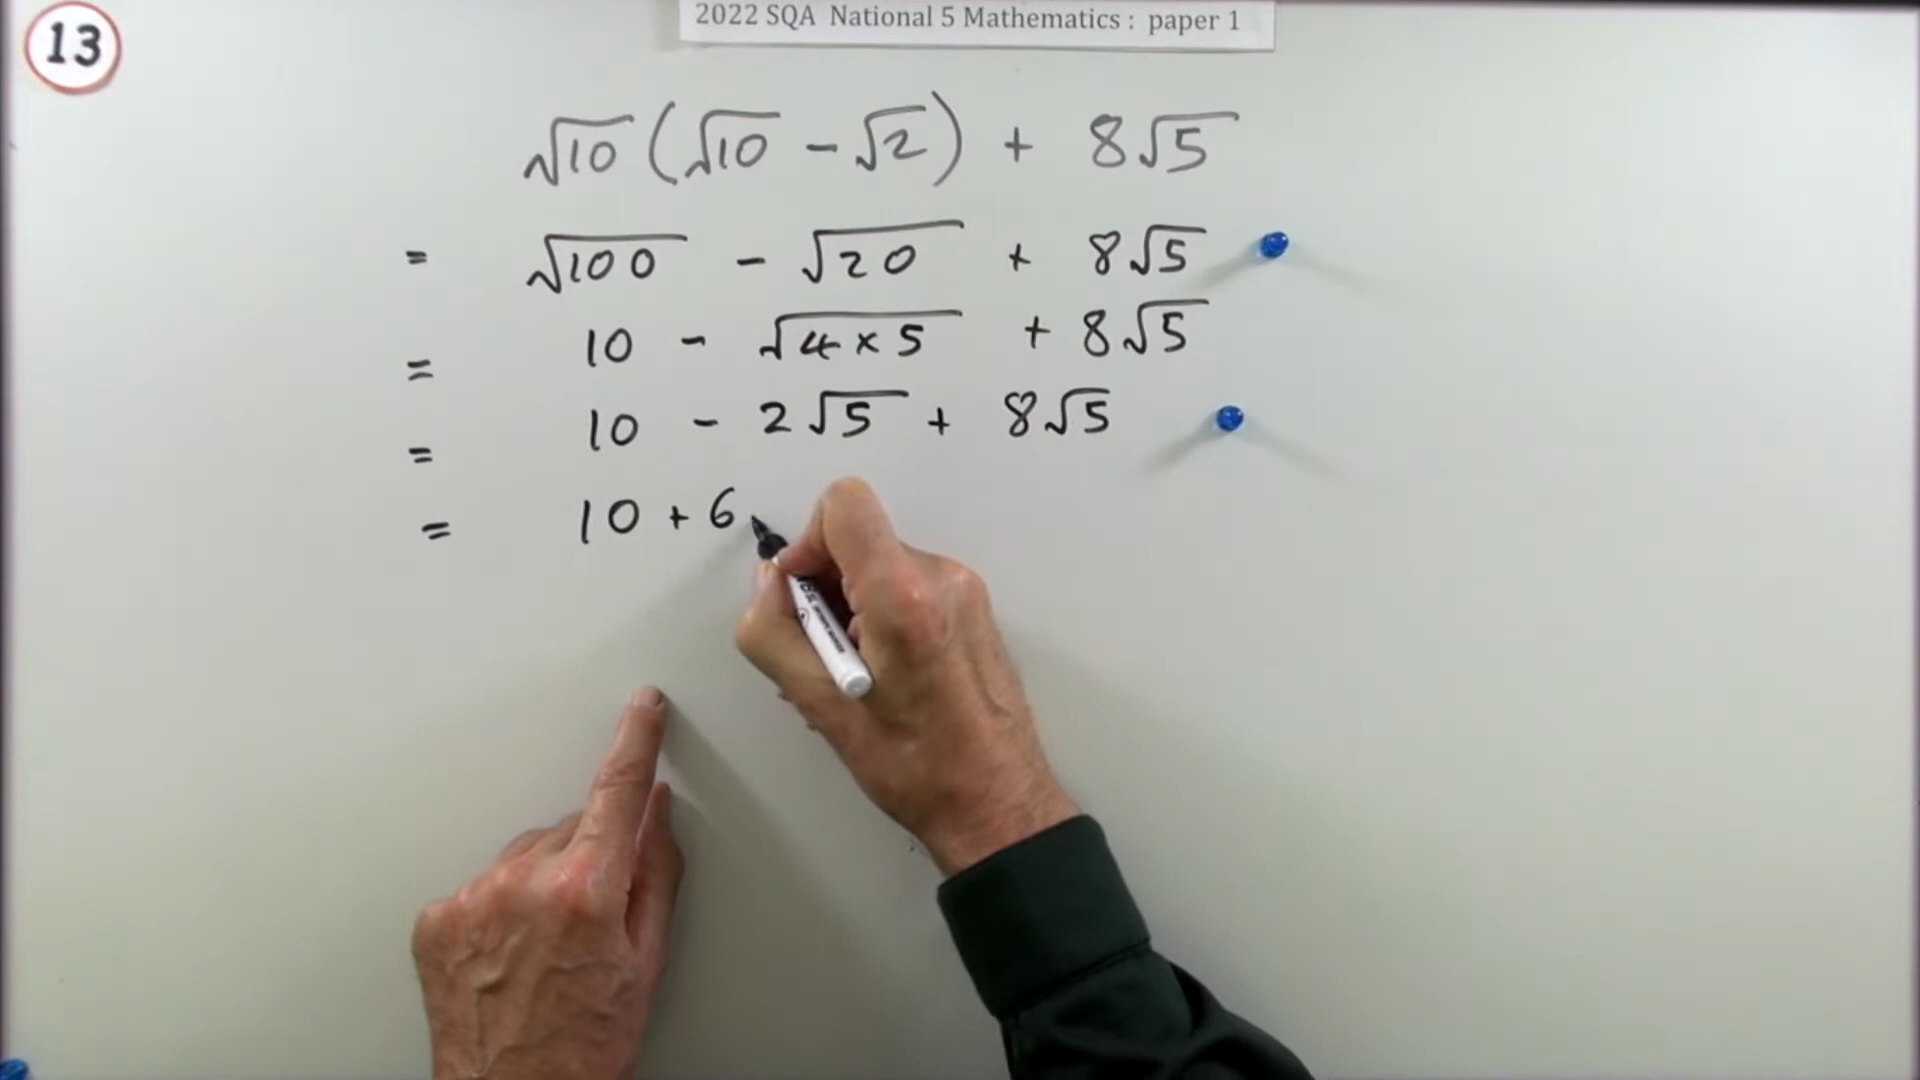 13
2022 SQA National 5 Mathematics : paper 1
√10 (√10 - √2) + 8√5
= √100 - √20 + 8√5
= 10 - √4×5 + 8√5
= 10 - 2√5 + 8√5
= 10 + 6